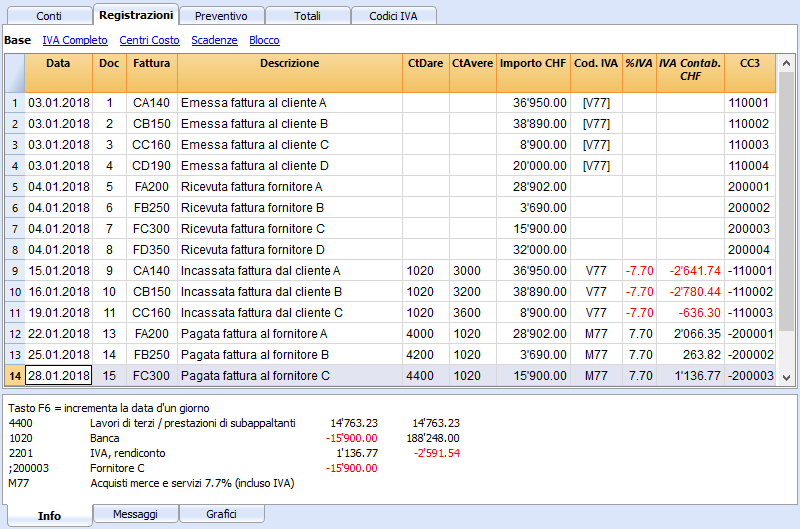 Conti Registrazioni Preventivo Totali Codici IVA
Base IVA Completo Centri Costo Scadenze Blocco
Data Doc Fattura Descrizione CtDare CtAvere Importo CHF Cod. IVA %IVA IVA Contab. CHF CC3
1 03.01.2018 1 CA140 Emessa fattura al cliente A 36'950.00 [V77] 110001
2 03.01.2018 2 CB150 Emessa fattura al cliente B 38'890.00 [V77] 110002
3 03.01.2018 3 CC160 Emessa fattura al cliente C 8'900.00 [V77] 110003
4 03.01.2018 4 CD190 Emessa fattura al cliente D 20'000.00 [V77] 110004
5 04.01.2018 5 FA200 Ricevuta fattura fornitore A 28'902.00 200001
6 04.01.2018 6 FB250 Ricevuta fattura fornitore B 3'690.00 200002
7 04.01.2018 7 FC300 Ricevuta fattura fornitore C 15'900.00 200003
8 04.01.2018 8 FD350 Ricevuta fattura fornitore D 32'000.00 200004
9 15.01.2018 9 CA140 Incassata fattura dal cliente A 1020 3000 36'950.00 V77 -7.70 -2'641.74 -110001
10 16.01.2018 10 CB150 Incassata fattura dal cliente B 1020 3200 38'890.00 V77 -7.70 -2'780.44 -110002
11 19.01.2018 11 CC160 Incassata fattura dal cliente C 1020 3600 8'900.00 V77 -7.70 -636.30 -110003
12 22.01.2018 13 FA200 Pagata fattura al fornitore A 4000 1020 28'902.00 M77 7.70 2'066.35 -200001
13 25.01.2018 14 FB250 Pagata fattura al fornitore B 4200 1020 3'690.00 M77 7.70 263.82 -200002
14 28.01.2018 15 FC300 Pagata fattura al fornitore C 4400 1020 15'900.00 M77 7.70 1'136.77 -200003
Tasto F6 = incrementa la data d'un giorno
4400 Lavori di terzi / prestazioni di subappaltanti 14'763.23 14'763.23
1020 Banca -15'900.00 188'248.00
2201 IVA, rendiconto 1'136.77 -2'591.54
;200003 Fornitore C -15'900.00
M77 Acquisti merce e servizi 7.7% (incluso IVA)
Info Messaggi Grafici